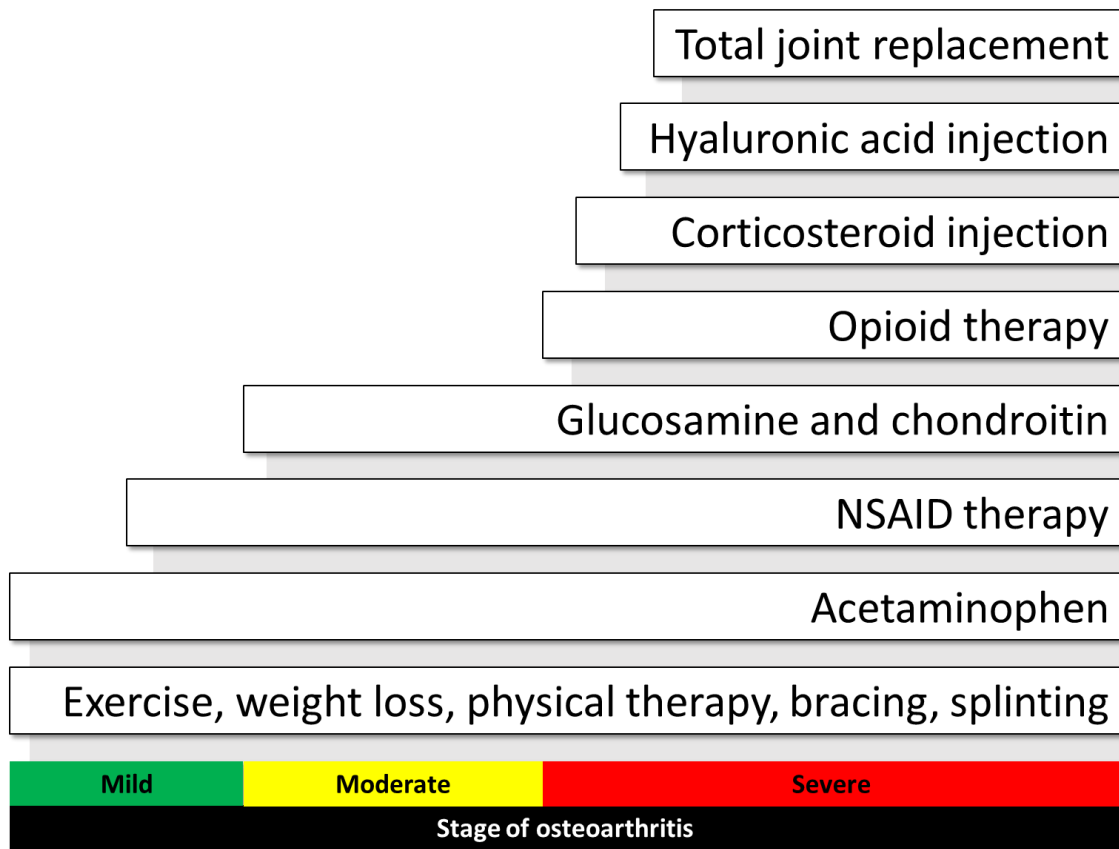 Total joint replacement
Hyaluronic acid injection
Corticosteroid injection
Opioid therapy
Glucosamine and chondroitin
NSAID therapy
Acetaminophen
Exercise, weight loss, physical therapy, bracing, splinting
Mild Moderate Severe
Stage of osteoarthritis